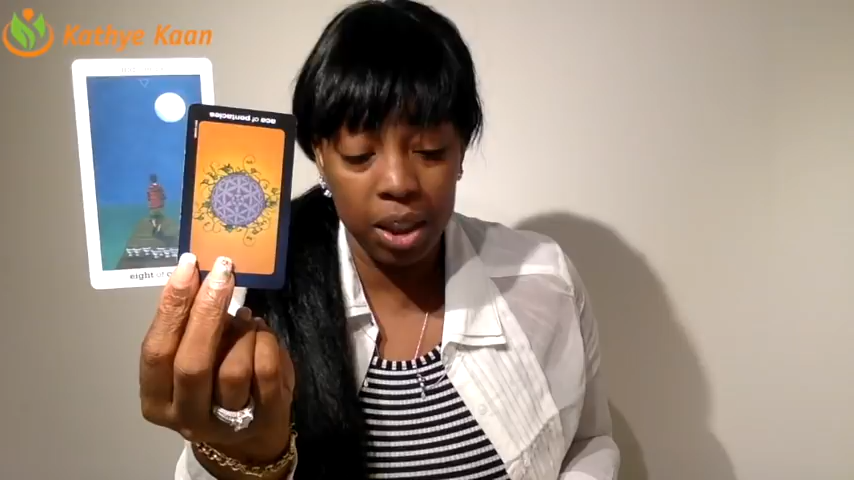 Kathye Kaan
ace of pentacles
eight of c